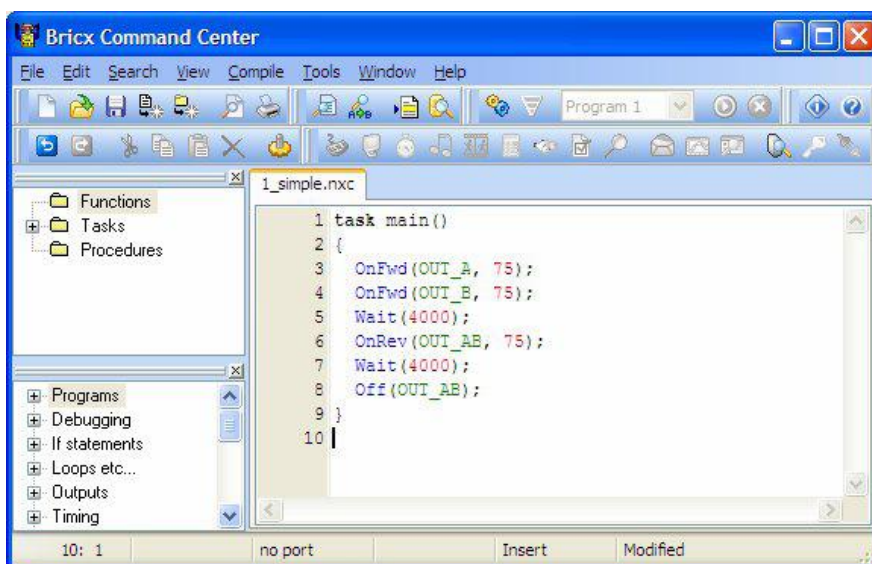 Bricx Command Center
File Edit Search View Compile Tools Window Help
Program 1
1_simple.nxc
Functions
Tasks
Procedures
1 task main()
2 {
3 OnFwd(OUT_A, 75);
4 OnFwd(OUT_B, 75);
5 Wait(4000);
6 OnRev(OUT_AB, 75);
7 Wait(4000);
8 Off(OUT_AB);
9 }
10
Programs
Debugging
If statements
Loops etc...
Outputs
Timing
10: 1 no port Insert Modified